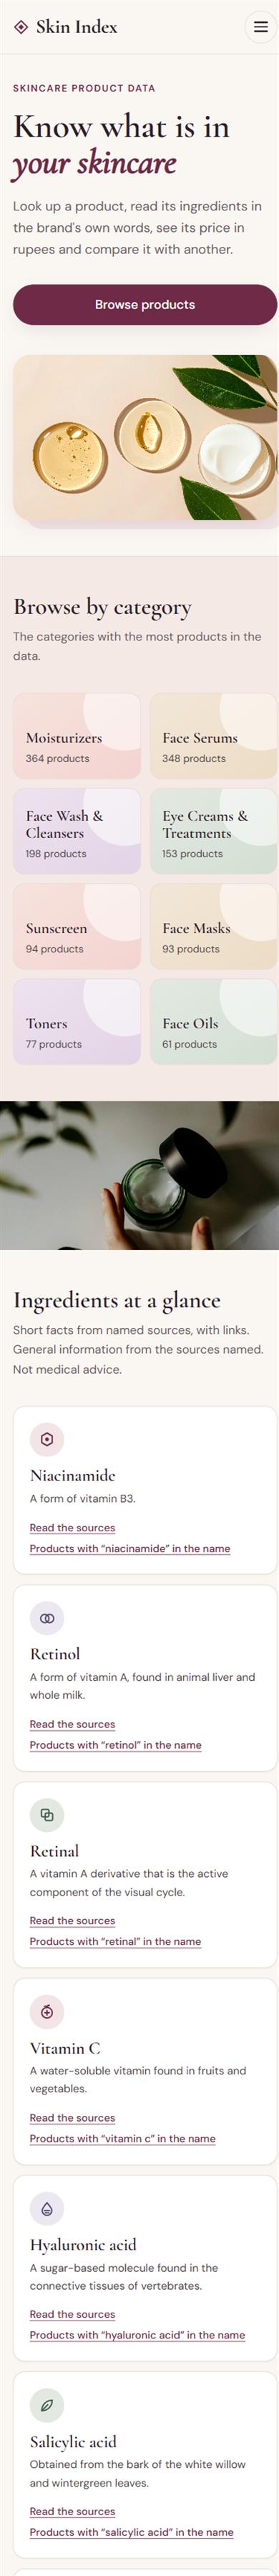 Skin Index
SKINCARE PRODUCT DATA
Know what is in
your skincare
Look up a product, read its ingredients in
the brand's own words, see its price in
rupees and compare it with another.
Browse products
Browse by category
The categories with the most products in the
data.
Moisturizers
364 products
Face Serums
348 products
Face Wash &
Cleansers
198 products
Eye Creams &
Treatments
153 products
Sunscreen
94 products
Face Masks
93 products
Toners
77 products
Face Oils
61 products
Ingredients at a glance
Short facts from named sources, with links.
General information from the sources named.
Not medical advice.
Niacinamide
A form of vitamin B3.
Read the sources
Products with “niacinamide” in the name
Retinol
A form of vitamin A, found in animal liver and
whole milk.
Read the sources
Products with “retinol” in the name
Retinal
A vitamin A derivative that is the active
component of the visual cycle.
Read the sources
Products with “retinal” in the name
Vitamin C
A water-soluble vitamin found in fruits and
vegetables.
Read the sources
Products with “vitamin c” in the name
Hyaluronic acid
A sugar-based molecule found in the
connective tissues of vertebrates.
Read the sources
Products with “hyaluronic acid” in the name
Salicylic acid
Obtained from the bark of the white willow
and wintergreen leaves.
Read the sources
Products with “salicylic acid” in the name